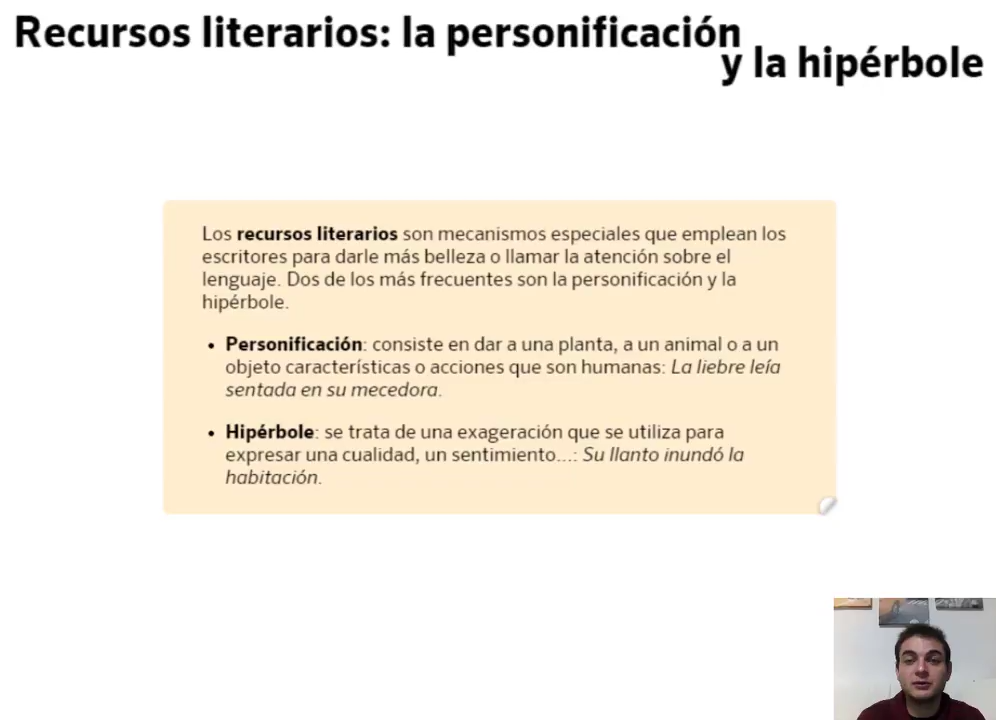 Recursos literarios: la personificación
y la hipérbole
Los recursos literarios son mecanismos especiales que emplean los
escritores para darle más belleza o llamar la atención sobre el
lenguaje. Dos de los más frecuentes son la personificación y la
hipérbole.
• Personificación: consiste en dar a una planta, a un animal o a un
objeto características o acciones que son humanas: La liebre leía
sentada en su mecedora.
• Hipérbole: se trata de una exageración que se utiliza para
expresar una cualidad, un sentimiento...: Su llanto inundó la
habitación.